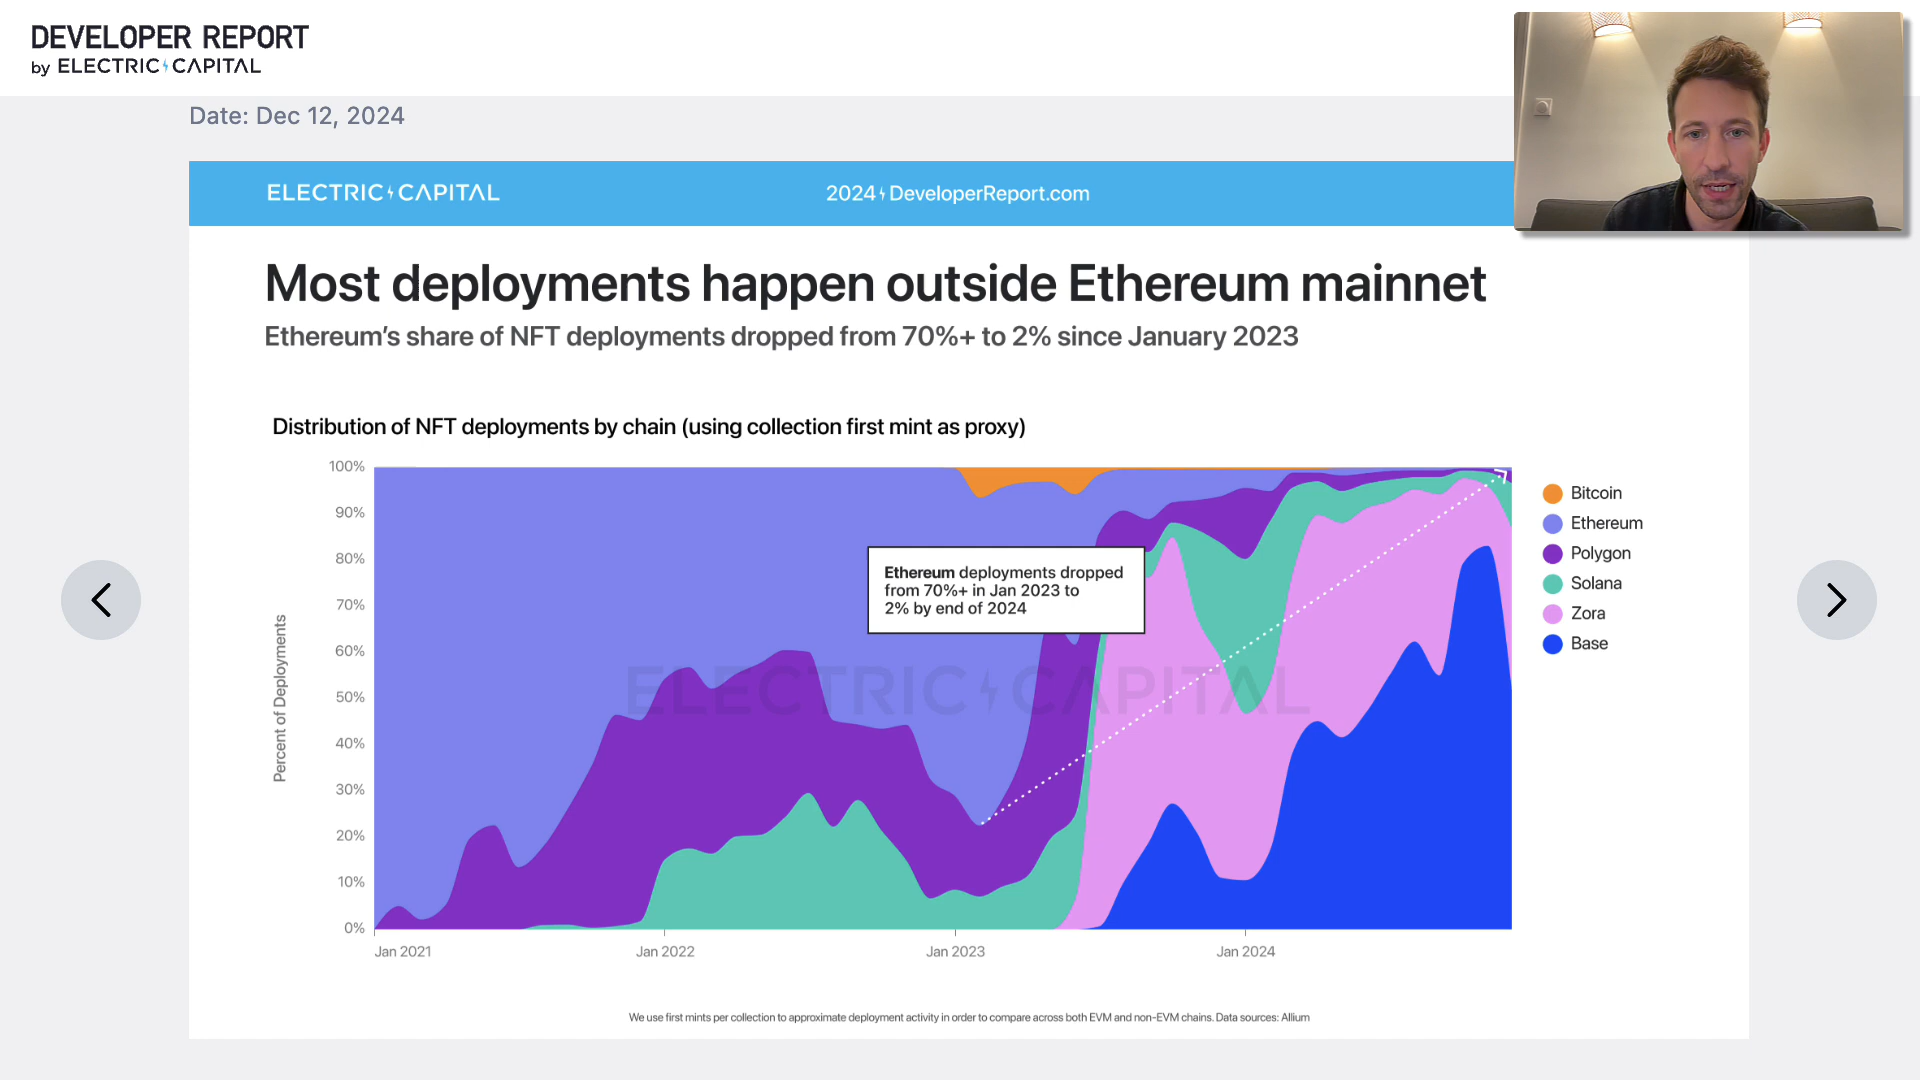 DEVELOPER REPORT
by ELECTRIC CAPITAL
Date: Dec 12, 2024
ELECTRIC CAPITAL
2024 DeveloperReport.com
Most deployments happen outside Ethereum mainnet
Ethereum’s share of NFT deployments dropped from 70%+ to 2% since January 2023
Distribution of NFT deployments by chain (using collection first mint as proxy)
Percent of Deployments
100%
90%
80%
70%
60%
50%
40%
30%
20%
10%
0%
Ethereum deployments dropped
from 70%+ in Jan 2023 to
2% by end of 2024
ELECTRIC CAPITAL
Bitcoin
Ethereum
Polygon
Solana
Zora
Base
Jan 2021
Jan 2022
Jan 2023
Jan 2024
We use first mints per collection to approximate deployment activity in order to compare across both EVM and non-EVM chains. Data sources: Allium